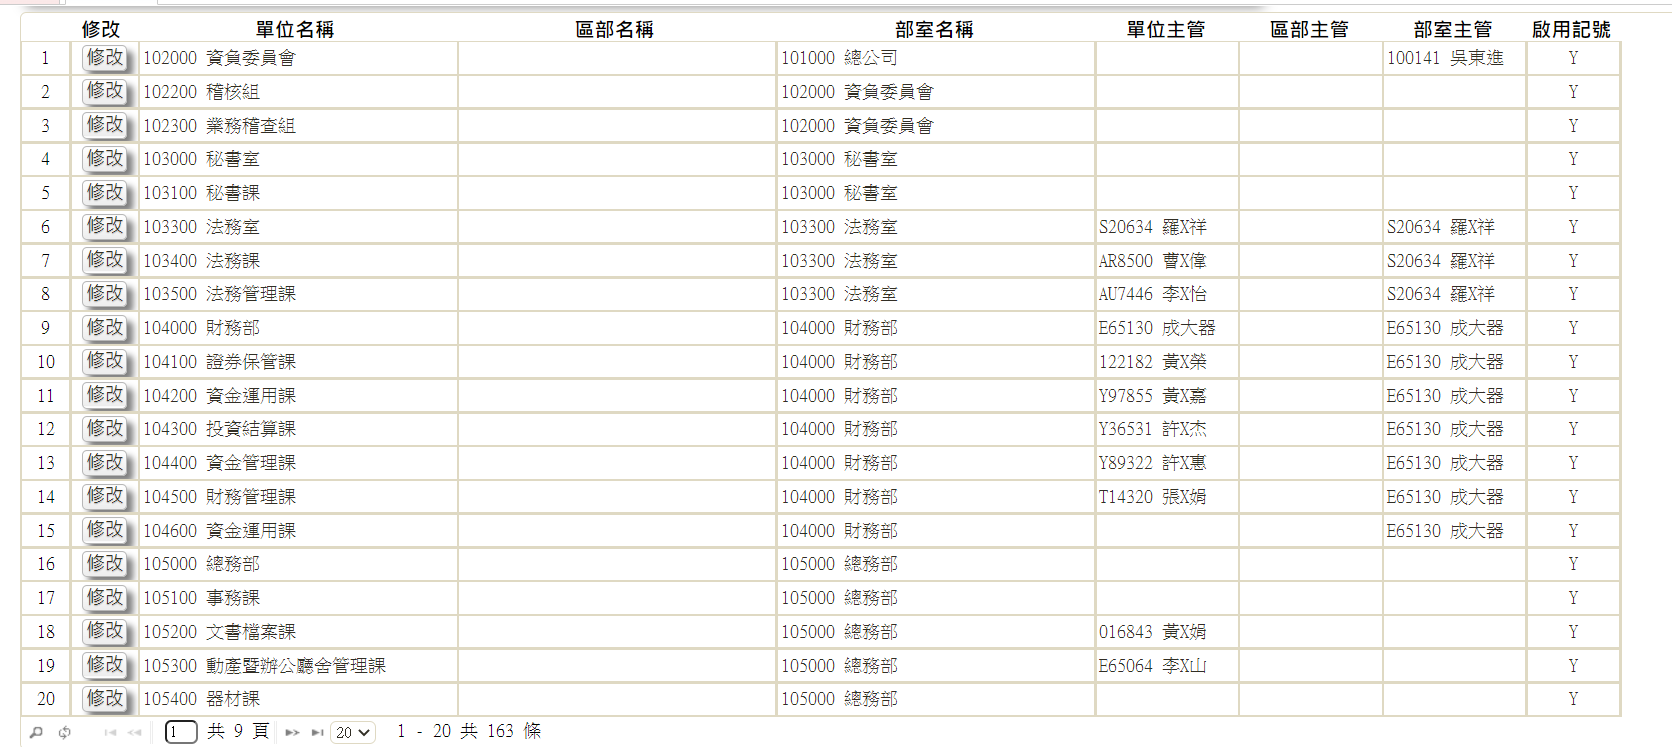 修改 單位名稱 區部名稱 部室名稱 單位主管 區部主管 部室主管 啟用記號
1 修改 102000 資負委員會 101000 總公司 100141 吳東進 Y
2 修改 102200 稽核組 102000 資負委員會 Y
3 修改 102300 業務稽查組 102000 資負委員會 Y
4 修改 103000 秘書室 103000 秘書室 Y
5 修改 103100 秘書課 103000 秘書室 Y
6 修改 103300 法務室 103300 法務室 S20634 羅X祥 S20634 羅X祥 Y
7 修改 103400 法務課 103300 法務室 AR8500 曹X偉 S20634 羅X祥 Y
8 修改 103500 法務管理課 103300 法務室 AU7446 李X怡 S20634 羅X祥 Y
9 修改 104000 財務部 104000 財務部 E65130 成大器 E65130 成大器 Y
10 修改 104100 證券保管課 104000 財務部 122182 黃X榮 E65130 成大器 Y
11 修改 104200 資金運用課 104000 財務部 Y97855 黃X嘉 E65130 成大器 Y
12 修改 104300 投資結算課 104000 財務部 Y36531 許X杰 E65130 成大器 Y
13 修改 104400 資金管理課 104000 財務部 Y89322 許X惠 E65130 成大器 Y
14 修改 104500 財務管理課 104000 財務部 T14320 張X娟 E65130 成大器 Y
15 修改 104600 資金運用課 104000 財務部 E65130 成大器 Y
16 修改 105000 總務部 105000 總務部 Y
17 修改 105100 事務課 105000 總務部 Y
18 修改 105200 文書檔案課 105000 總務部 016843 黃X娟 Y
19 修改 105300 動產暨辦公廳舍管理課 105000 總務部 E65064 李X山 Y
20 修改 105400 器材課 105000 總務部 Y
1 共 9 頁 20 1 - 20 共 163 條